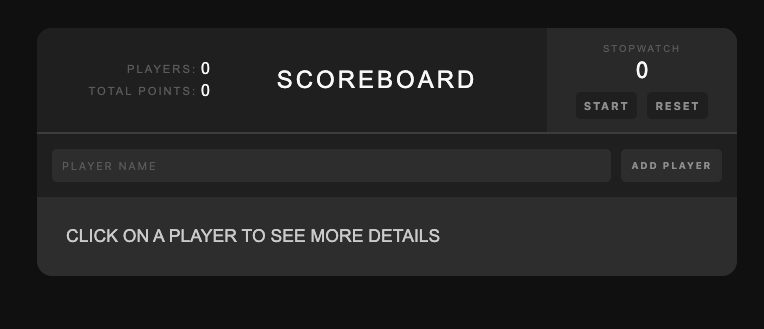 PLAYERS: 0
TOTAL POINTS: 0
SCOREBOARD
STOPWATCH
0
START RESET
PLAYER NAME
ADD PLAYER
CLICK ON A PLAYER TO SEE MORE DETAILS